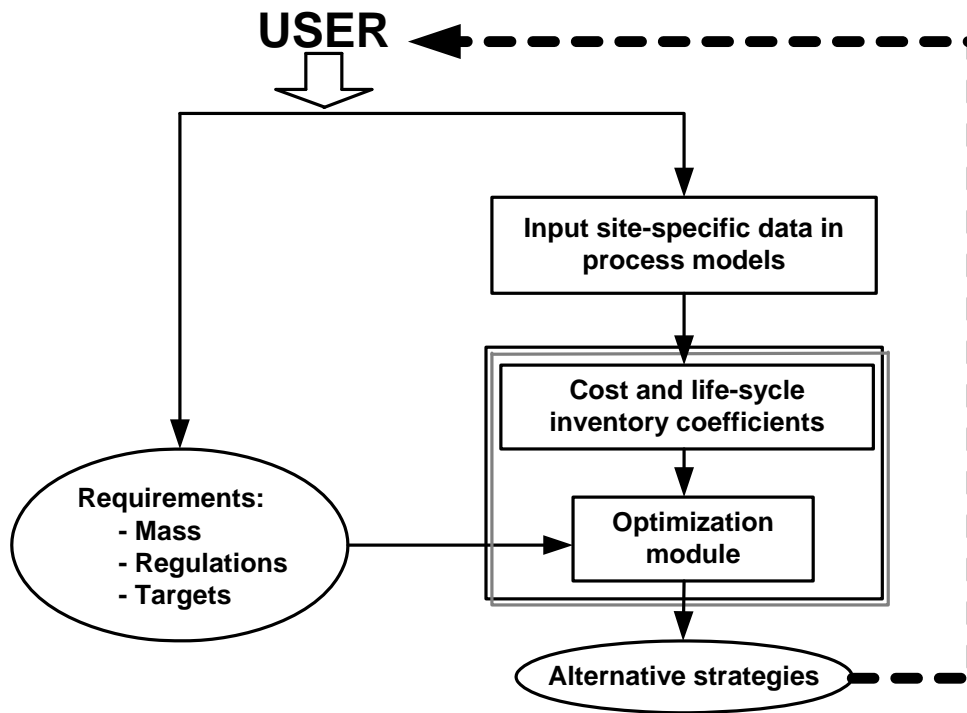 USER
Input site-specific data in
process models
Cost and life-sycle
inventory coefficients
Requirements:
- Mass
- Regulations
- Targets
Optimization
module
Alternative strategies